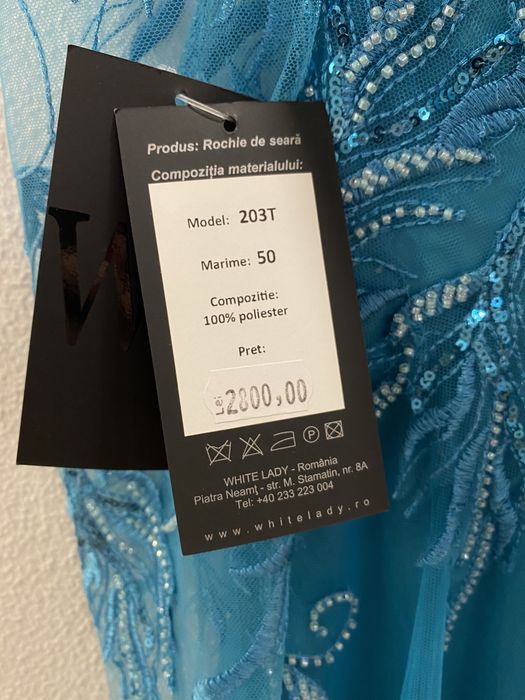 Produs: Rochie de seară
Compoziția materialului:
Model: 203T
Marime: 50
Compozitie:
100% poliester
Pret:
Lei 2800,00
P
WHITE LADY - România
Piatra Neamț - str. M. Stamatin, nr. 8A
Tel: +40 233 223 004
www.whitelady.ro
W